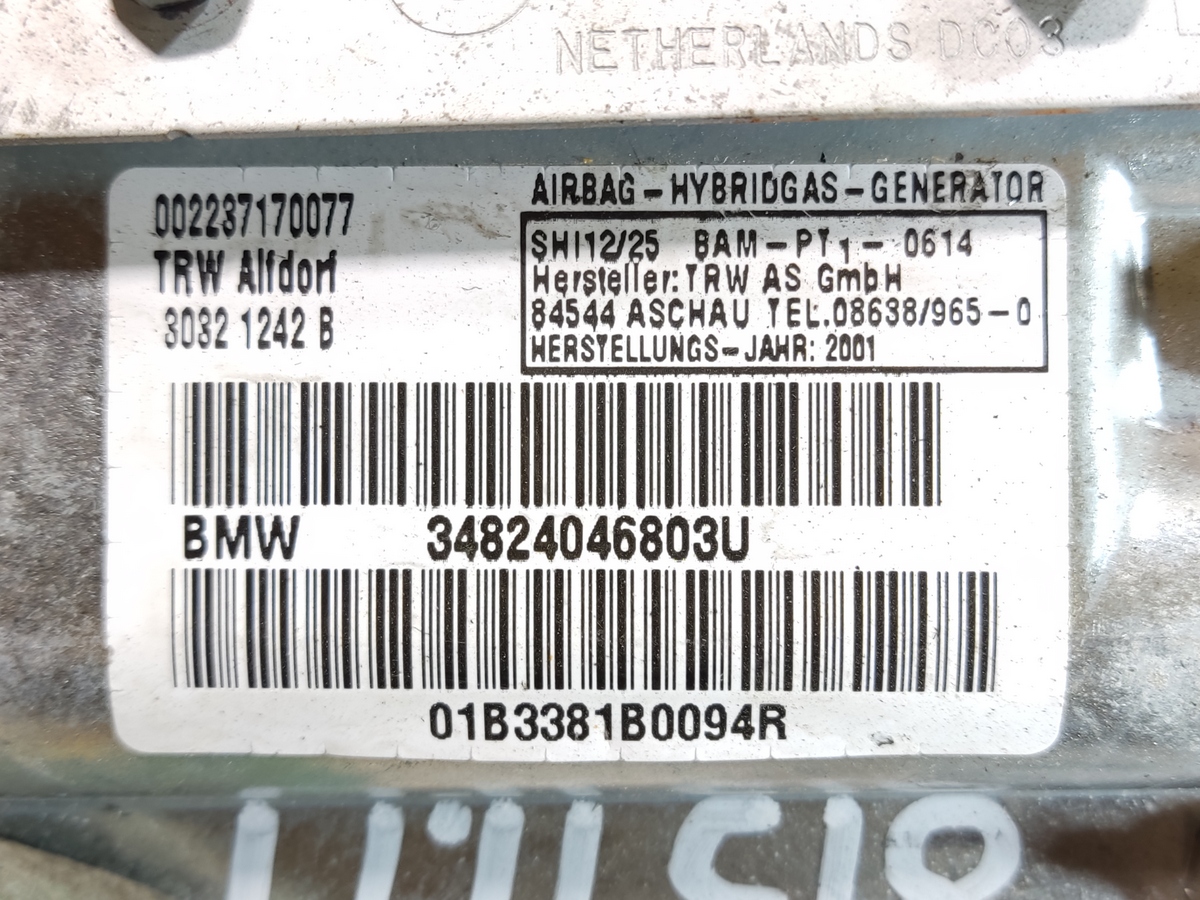 NETHERLANDS DC03
002237170077
TRW Alfdorf
3032 1242 B
AIRBAG-HYBRIDGAS-GENERATOR
SHI12/25 BAM-PT1-0614
Hersteller: TRW AS GmbH
84544 ASCHAU TEL.08638/965-0
HERSTELLUNGS-JAHR: 2001
BMW 34824046803U
01B3381B0094R